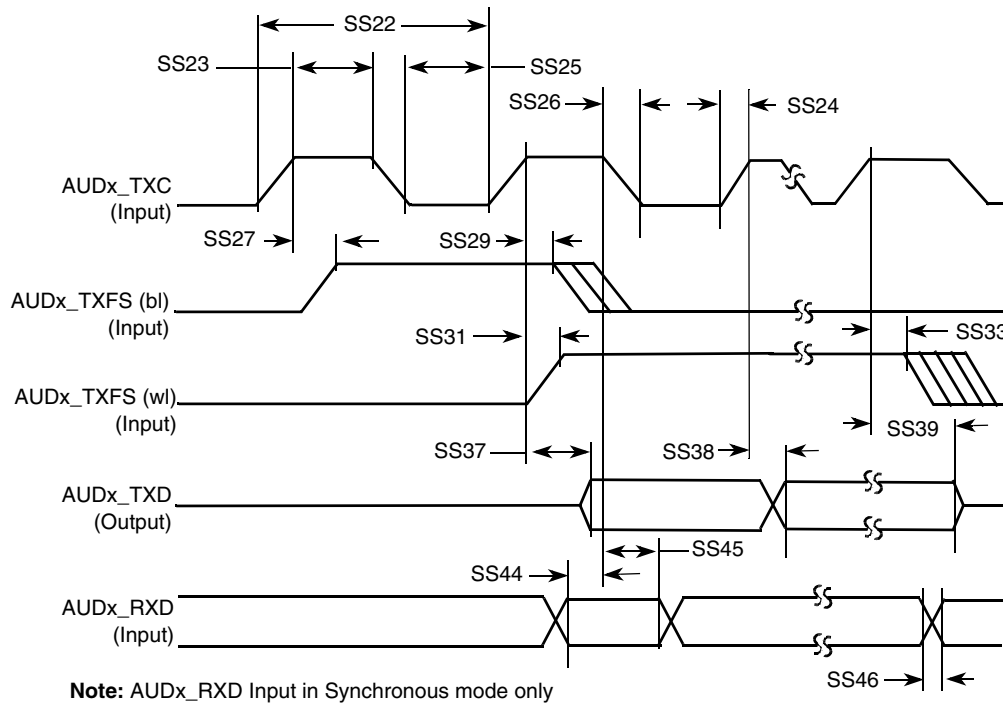 SS22
SS23
SS25
SS26
SS24
AUDx_TXC
(Input)
SS27
SS29
AUDx_TXFS (bl)
(Input)
SS31
SS33
AUDx_TXFS (wl)
(Input)
SS39
SS37
SS38
AUDx_TXD
(Output)
SS45
SS44
AUDx_RXD
(Input)
SS46
Note: AUDx_RXD Input in Synchronous mode only